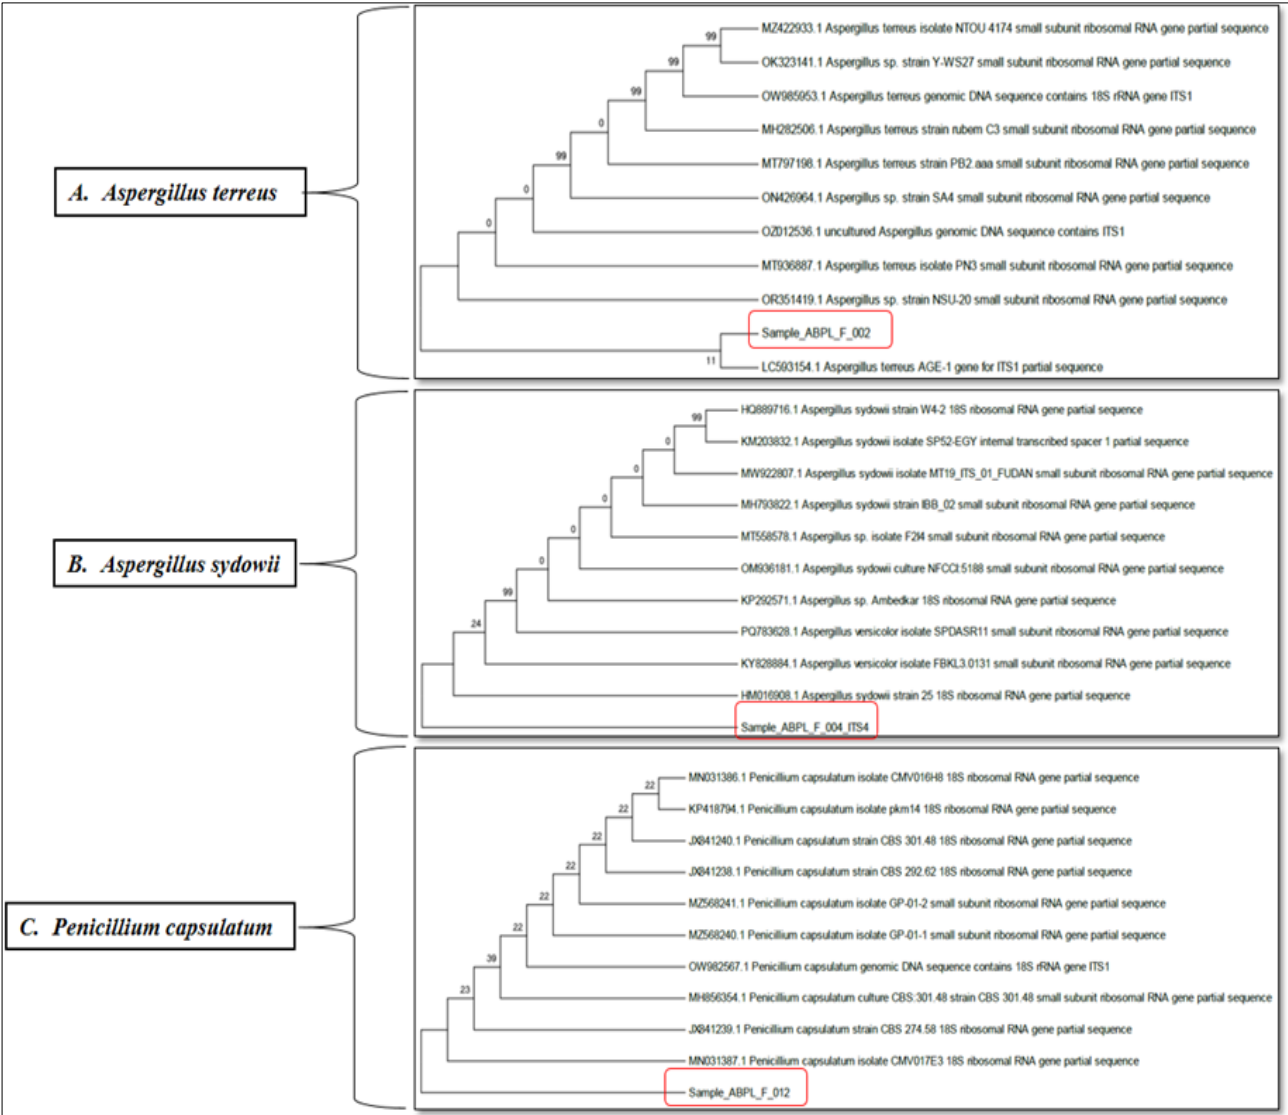 A. Aspergillus terreus
99
MZ422933.1 Aspergillus terreus isolate NTOU 4174 small subunit ribosomal RNA gene partial sequence
99
OK323141.1 Aspergillus sp. strain Y-WS27 small subunit ribosomal RNA gene partial sequence
99
OW985953.1 Aspergillus terreus genomic DNA sequence contains 18S rRNA gene ITS1
0
MH282506.1 Aspergillus terreus strain rubem C3 small subunit ribosomal RNA gene partial sequence
99
MT797198.1 Aspergillus terreus strain PB2.aaa small subunit ribosomal RNA gene partial sequence
0
ON426964.1 Aspergillus sp. strain SA4 small subunit ribosomal RNA gene partial sequence
0
OZ012536.1 uncultured Aspergillus genomic DNA sequence contains ITS1
MT936887.1 Aspergillus terreus isolate PN3 small subunit ribosomal RNA gene partial sequence
OR351419.1 Aspergillus sp. strain NSU-20 small subunit ribosomal RNA gene partial sequence
Sample_ABPL_F_002
11
LC593154.1 Aspergillus terreus AGE-1 gene for ITS1 partial sequence
B. Aspergillus sydowii
HQ889716.1 Aspergillus sydowii strain W4-2 18S ribosomal RNA gene partial sequence
99
KM203832.1 Aspergillus sydowii isolate SP52-EGY internal transcribed spacer 1 partial sequence
0
MW922807.1 Aspergillus sydowii isolate MT19_ITS_01_FUDAN small subunit ribosomal RNA gene partial sequence
0
MH793822.1 Aspergillus sydowii strain IBB_02 small subunit ribosomal RNA gene partial sequence
0
MT558578.1 Aspergillus sp. isolate F2I4 small subunit ribosomal RNA gene partial sequence
0
OM936181.1 Aspergillus sydowii culture NFCCI:5188 small subunit ribosomal RNA gene partial sequence
0
KP292571.1 Aspergillus sp. Ambedkar 18S ribosomal RNA gene partial sequence
99
PQ783628.1 Aspergillus versicolor isolate SPDASR11 small subunit ribosomal RNA gene partial sequence
24
KY828884.1 Aspergillus versicolor isolate FBKL3.0131 small subunit ribosomal RNA gene partial sequence
HM016908.1 Aspergillus sydowii strain 25 18S ribosomal RNA gene partial sequence
Sample_ABPL_F_004_ITS4
C. Penicillium capsulatum
MN031386.1 Penicillium capsulatum isolate CMV016H8 18S ribosomal RNA gene partial sequence
22
KP418794.1 Penicillium capsulatum isolate pkm14 18S ribosomal RNA gene partial sequence
22
JX841240.1 Penicillium capsulatum strain CBS 301.48 18S ribosomal RNA gene partial sequence
22
JX841238.1 Penicillium capsulatum strain CBS 292.62 18S ribosomal RNA gene partial sequence
22
MZ568241.1 Penicillium capsulatum isolate GP-01-2 small subunit ribosomal RNA gene partial sequence
22
MZ568240.1 Penicillium capsulatum isolate GP-01-1 small subunit ribosomal RNA gene partial sequence
22
OW982567.1 Penicillium capsulatum genomic DNA sequence contains 18S rRNA gene ITS1
39
MH856354.1 Penicillium capsulatum culture CBS:301.48 strain CBS 301.48 small subunit ribosomal RNA gene partial sequence
23
JX841239.1 Penicillium capsulatum strain CBS 274.58 18S ribosomal RNA gene partial sequence
MN031387.1 Penicillium capsulatum isolate CMV017E3 18S ribosomal RNA gene partial sequence
Sample_ABPL_F_012